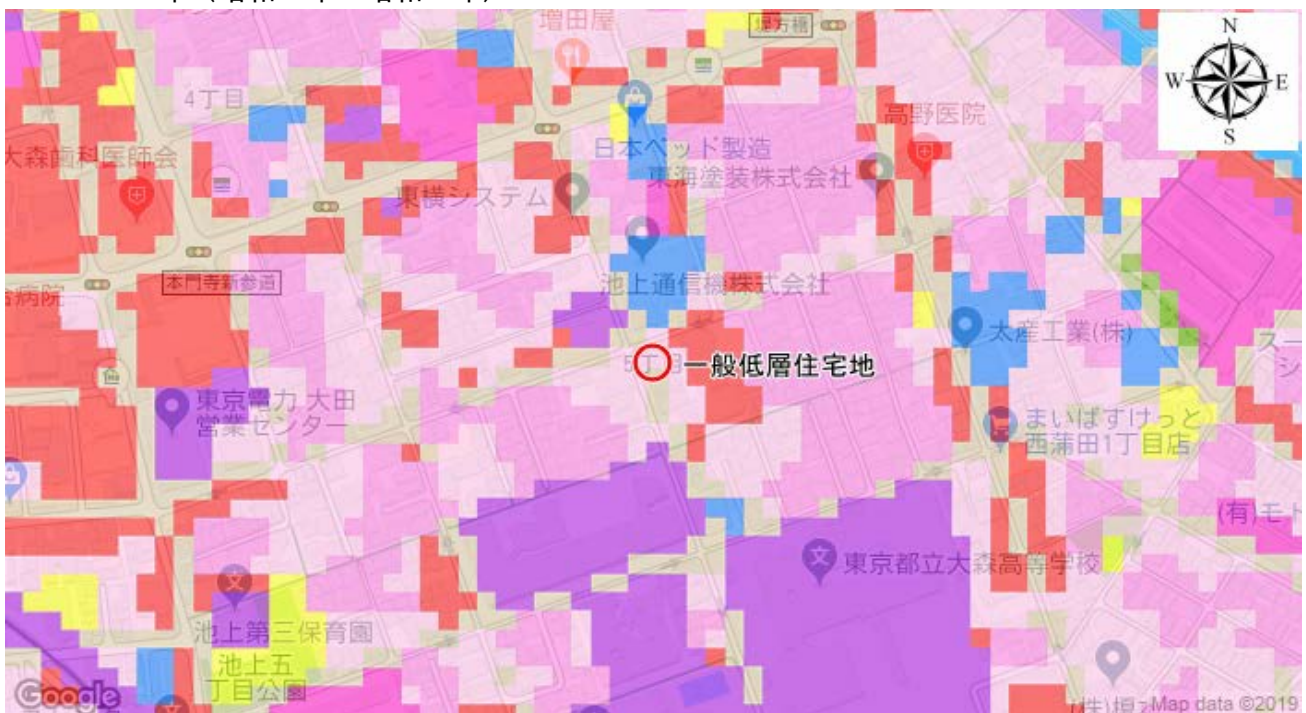 増田屋
堤方橋
N
W
E
S
4丁目
高野医院
大森歯科医師会
日本ベッド製造
東海塗装株式会社
東横システム
本門寺新参道
池上通信機株式会社
合病院
太産工業(株)
スー
シ
5丁目
一般低層住宅地
東京電力 大田
営業センター
まいばすけっと
西蒲田1丁目店
(有)モト
東京都立大森高等学校
池上第三保育園
池上五
丁目公園
Google
Map data ©2019